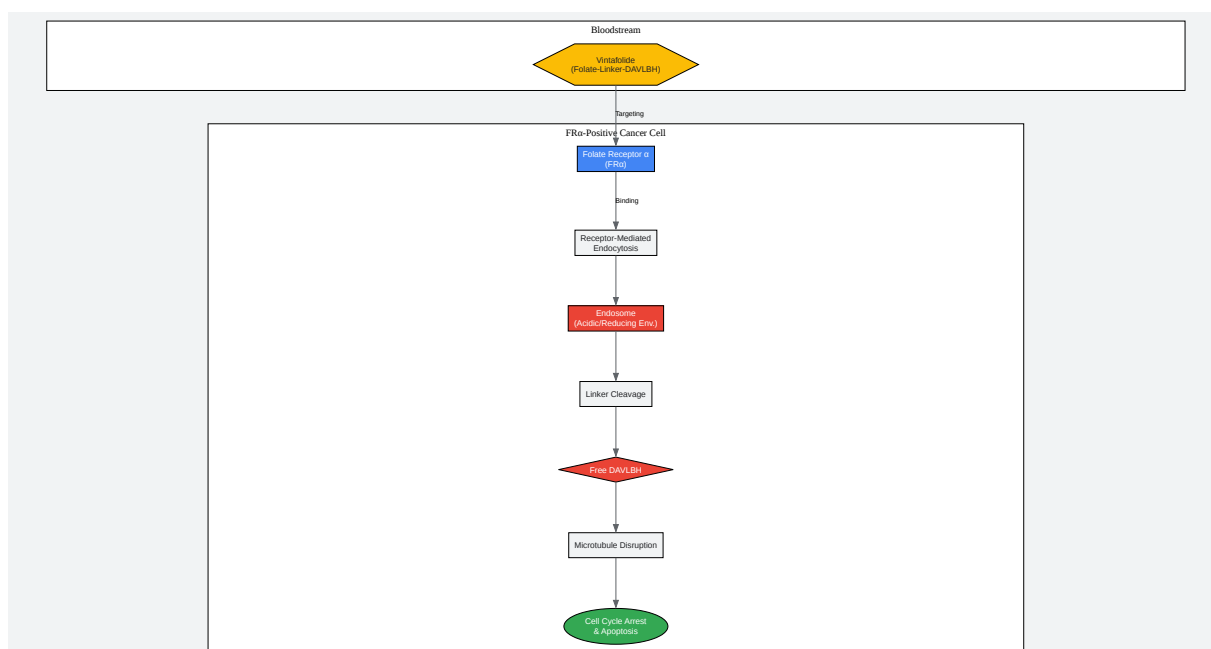 Bloodstream
Vintafolide
(Folate-Linker-DAVLBH)
Targeting
FRα-Positive Cancer Cell
Folate Receptor α
(FRα)
Binding
Receptor-Mediated
Endocytosis
Endosome
(Acidic/Reducing Env.)
Linker Cleavage
Free DAVLBH
Microtubule Disruption
Cell Cycle Arrest
& Apoptosis